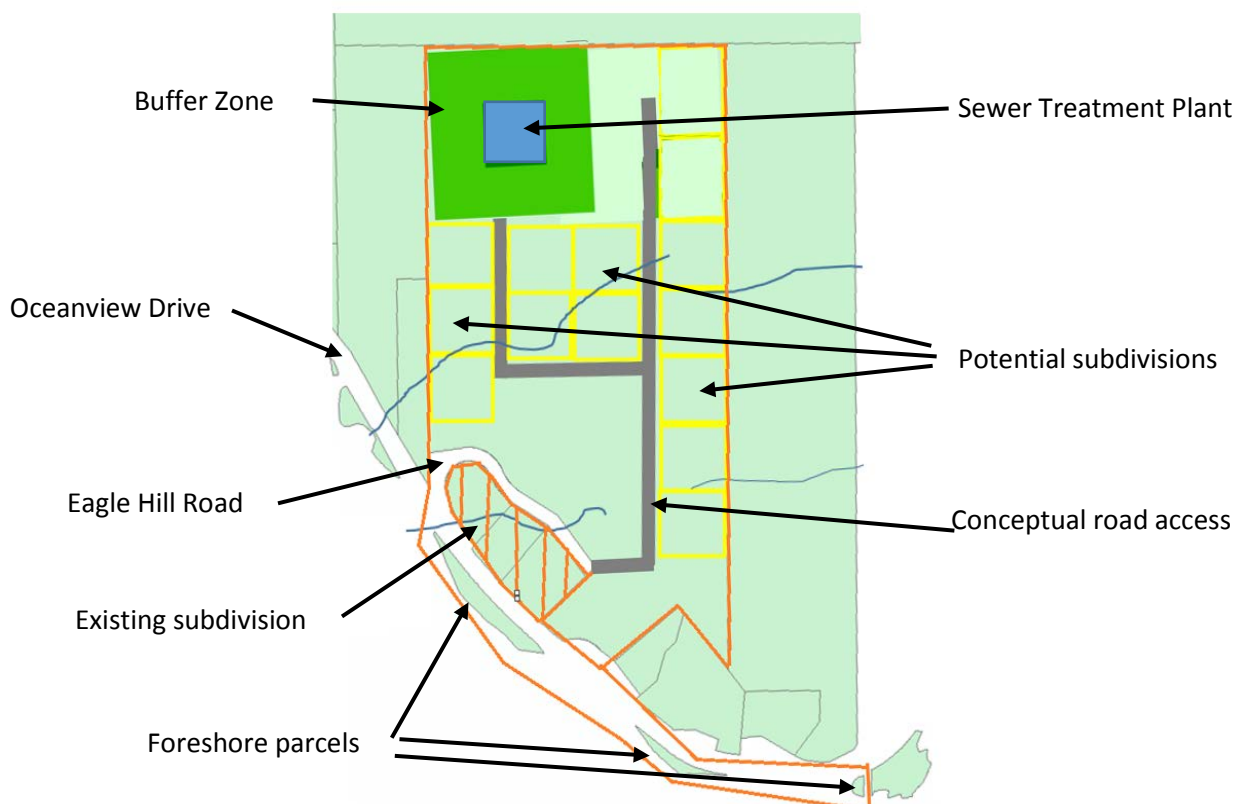 Buffer Zone
Sewer Treatment Plant
Oceanview Drive
Potential subdivisions
Eagle Hill Road
Conceptual road access
Existing subdivision
Foreshore parcels